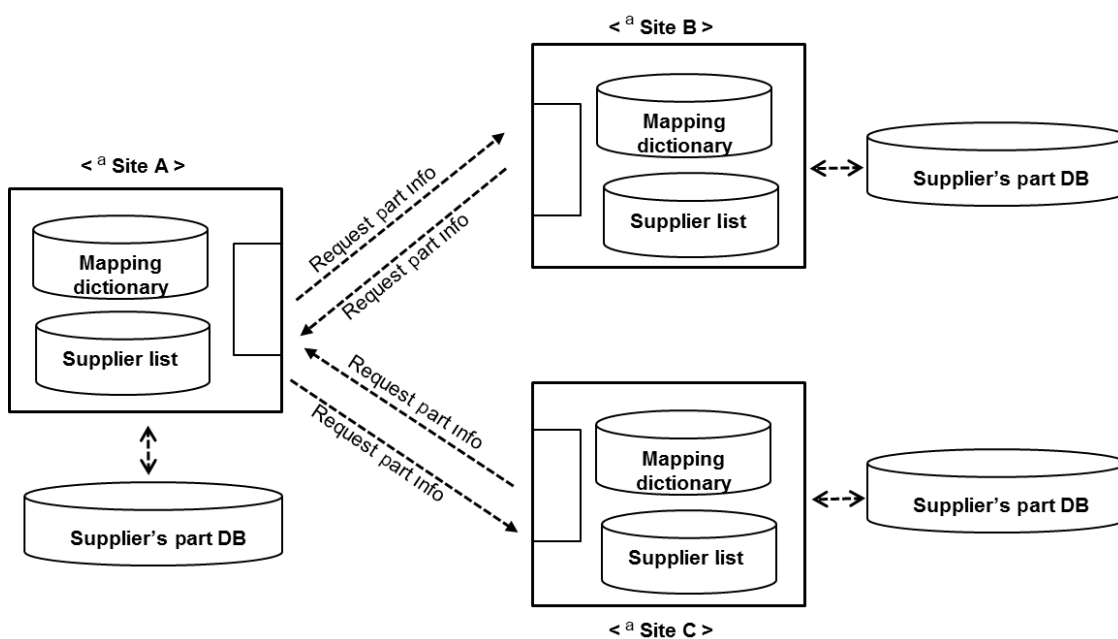 < ᵃ Site B >
Mapping
dictionary
Supplier list
Supplier's part DB
< ᵃ Site A >
Mapping
dictionary
Supplier list
Supplier's part DB
Request part info
Request part info
Request part info
Request part info
Mapping
dictionary
Supplier list
Supplier's part DB
< ᵃ Site C >